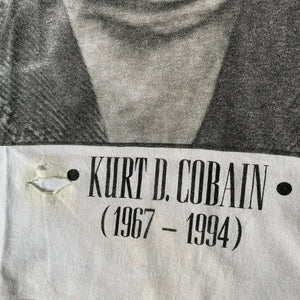 • KURT D. COBAIN •
(1967 – 1994)